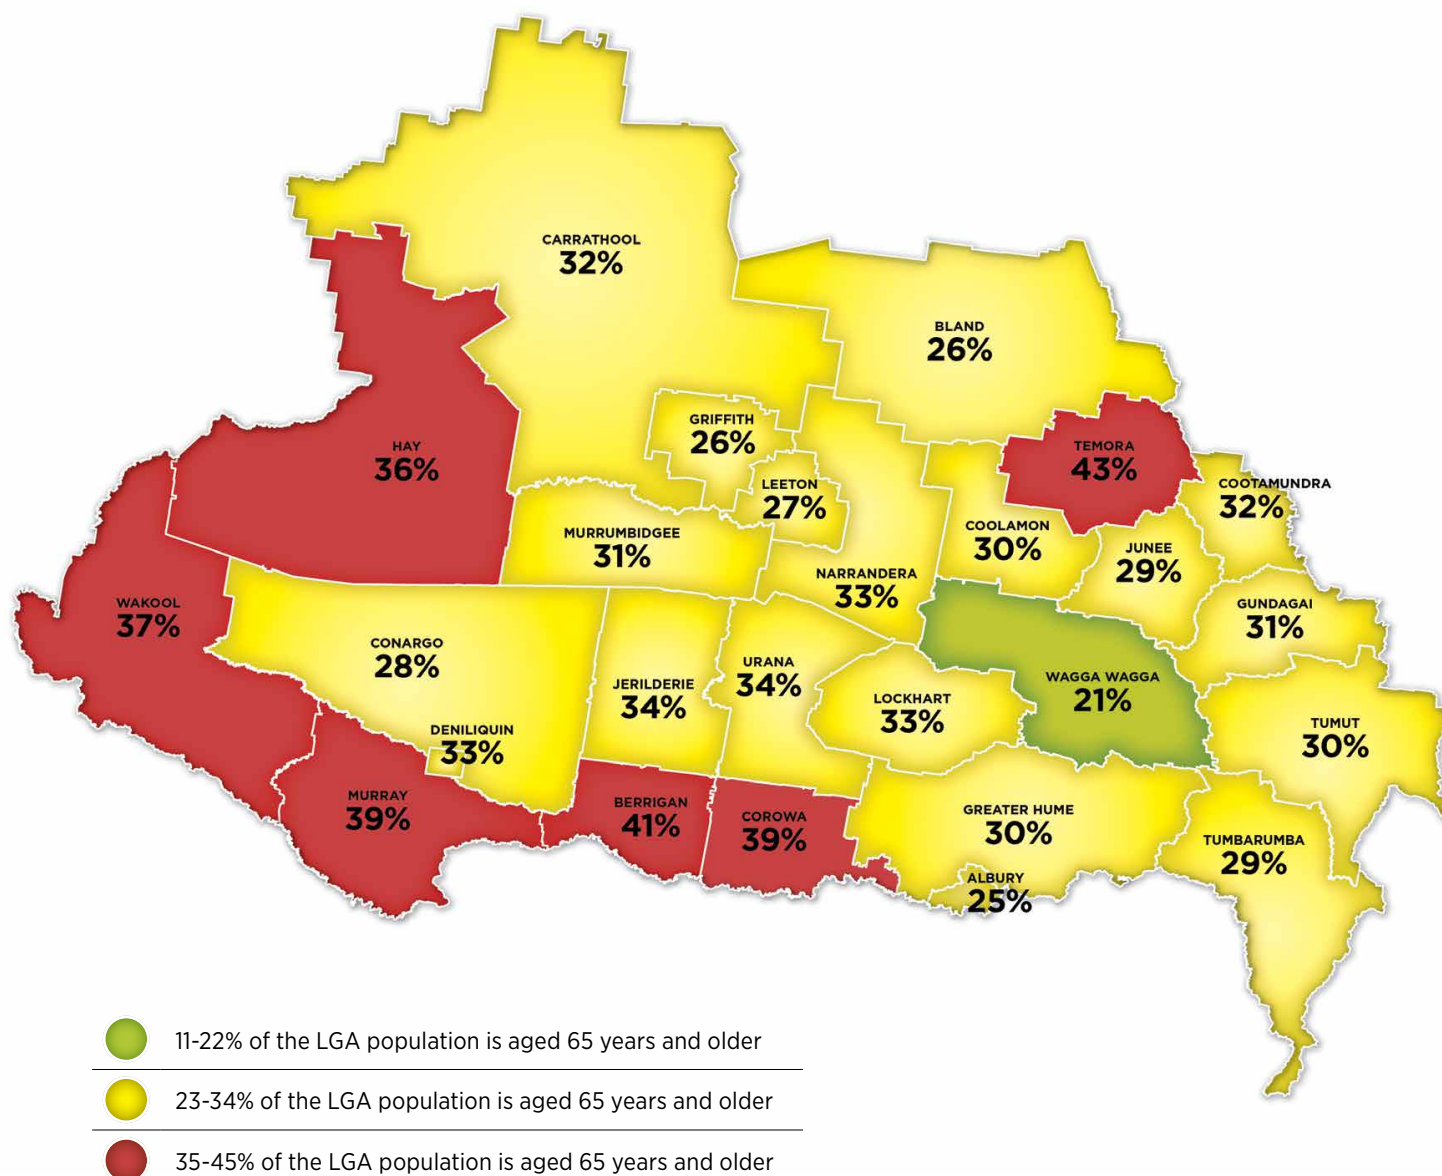 CARRATHOOL
32%
BLAND
26%
GRIFFITH
26%
HAY
36%
TEMORA
43%
LEETON
27%
COOTAMUNDRA
32%
MURRUMBIDGEE
31%
COOLAMON
30%
JUNEE
29%
NARRANDERA
33%
WAKOOL
37%
GUNDAGAI
31%
CONARGO
28%
URANA
34%
JERILDERIE
34%
WAGGA WAGGA
21%
LOCKHART
33%
TUMUT
30%
DENILIQUIN
33%
MURRAY
39%
BERRIGAN
41%
COROWA
39%
GREATER HUME
30%
TUMBARUMBA
29%
ALBURY
25%
11-22% of the LGA population is aged 65 years and older
23-34% of the LGA population is aged 65 years and older
35-45% of the LGA population is aged 65 years and older